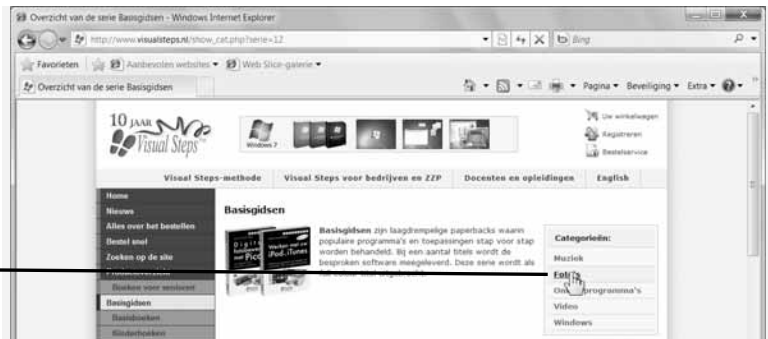 Overzicht van de serie Basisgidsen - Windows Internet Explorer
http://www.visualsteps.nl/show_cat.php?serie=12
Bing
Favorieten Aanbevolen websites Web Slice-galerie
Overzicht van de serie Basisgidsen
Pagina Beveiliging Extra
10 JAAR
Visual Steps™
Windows 7
Uw winkelwagen
Registreren
Bestelservice
Visual Steps-methode Visual Steps voor bedrijven en ZZP Docenten en opleidingen English
Home
Nieuws
Alles over het bestellen
Bestel snel
Zoeken op de site
Productoverzicht
Boeken voor senioren
Basisgidsen
Basisboeken
Kinderboeken
Basisgidsen
Basisgidsen zijn laagdrempelige paperbacks waarin
populaire programma's en toepassingen stap voor stap
worden behandeld. Bij een aantal titels wordt de
besproken software meegeleverd. Deze serie wordt als
Categorieën:
Muziek
Foto's
programma's
Video
Windows